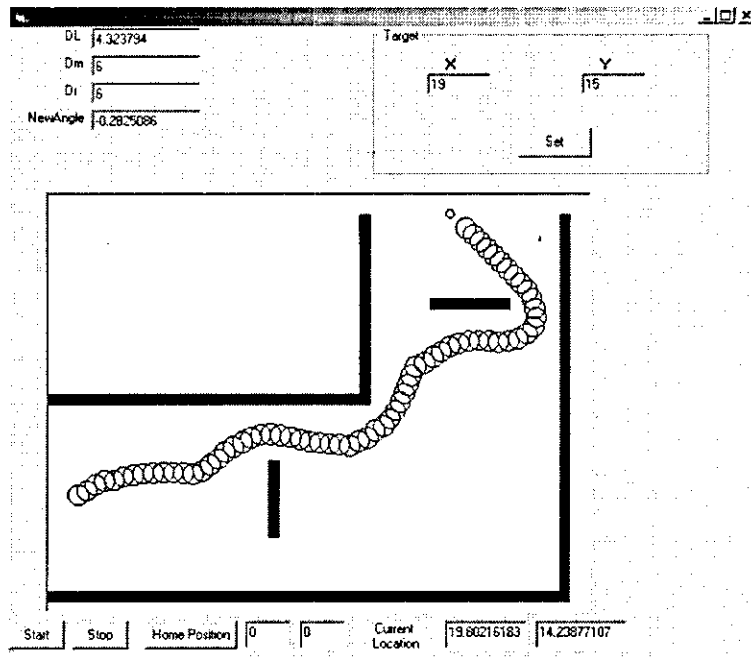 DL 4.323794
Target
Dm 6
X Y
Dr 6
19 15
NewAngle -0.2825086
Set
Start Stop Home Position 0 0 Current Location 19.60216183 14.23877107